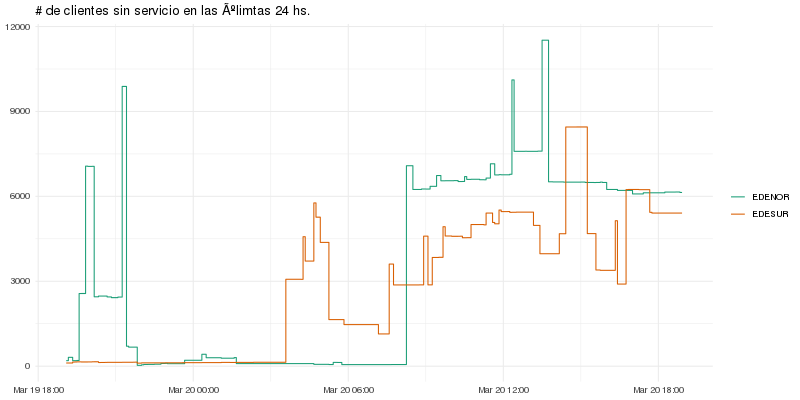 # de clientes sin servicio en las Ãºlimtas 24 hs.
12000
9000
6000
3000
0
Mar 19 18:00
Mar 20 00:00
Mar 20 06:00
Mar 20 12:00
Mar 20 18:00
EDENOR
EDESUR